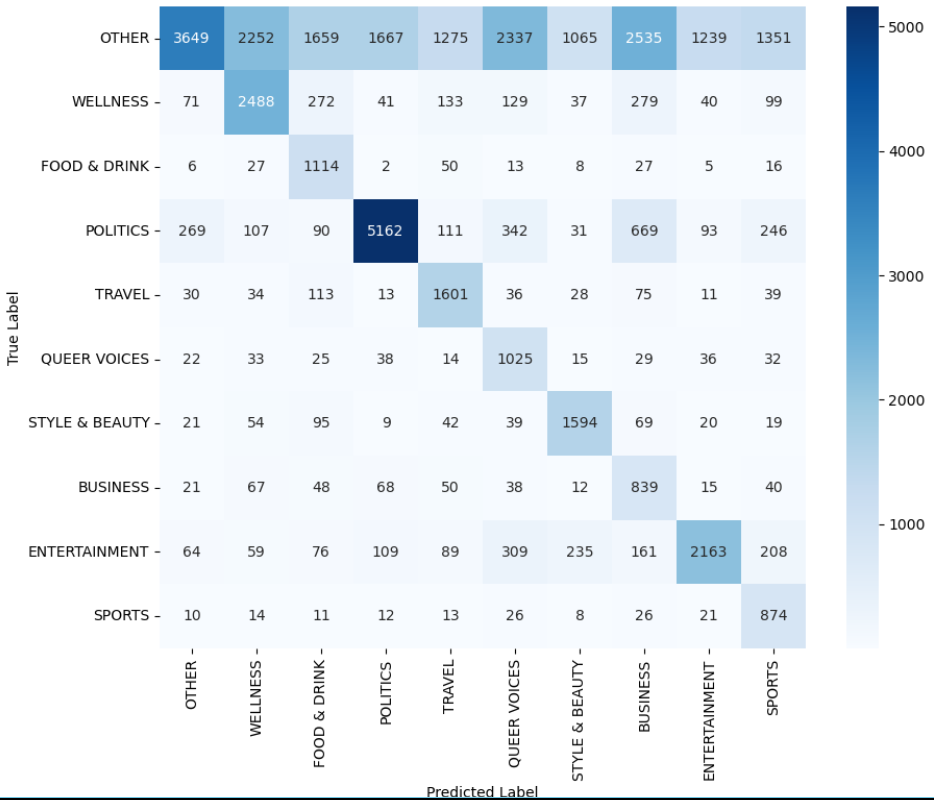 OTHER 3649 2252 1659 1667 1275 2337 1065 2535 1239 1351
WELLNESS 71 2488 272 41 133 129 37 279 40 99
FOOD & DRINK 6 27 1114 2 50 13 8 27 5 16
POLITICS 269 107 90 5162 111 342 31 669 93 246
TRAVEL 30 34 113 13 1601 36 28 75 11 39
QUEER VOICES 22 33 25 38 14 1025 15 29 36 32
STYLE & BEAUTY 21 54 95 9 42 39 1594 69 20 19
BUSINESS 21 67 48 68 50 38 12 839 15 40
ENTERTAINMENT 64 59 76 109 89 309 235 161 2163 208
SPORTS 10 14 11 12 13 26 8 26 21 874
True Label
OTHER
WELLNESS
FOOD & DRINK
POLITICS
TRAVEL
QUEER VOICES
STYLE & BEAUTY
BUSINESS
ENTERTAINMENT
SPORTS
Predicted Label
5000
4000
3000
2000
1000